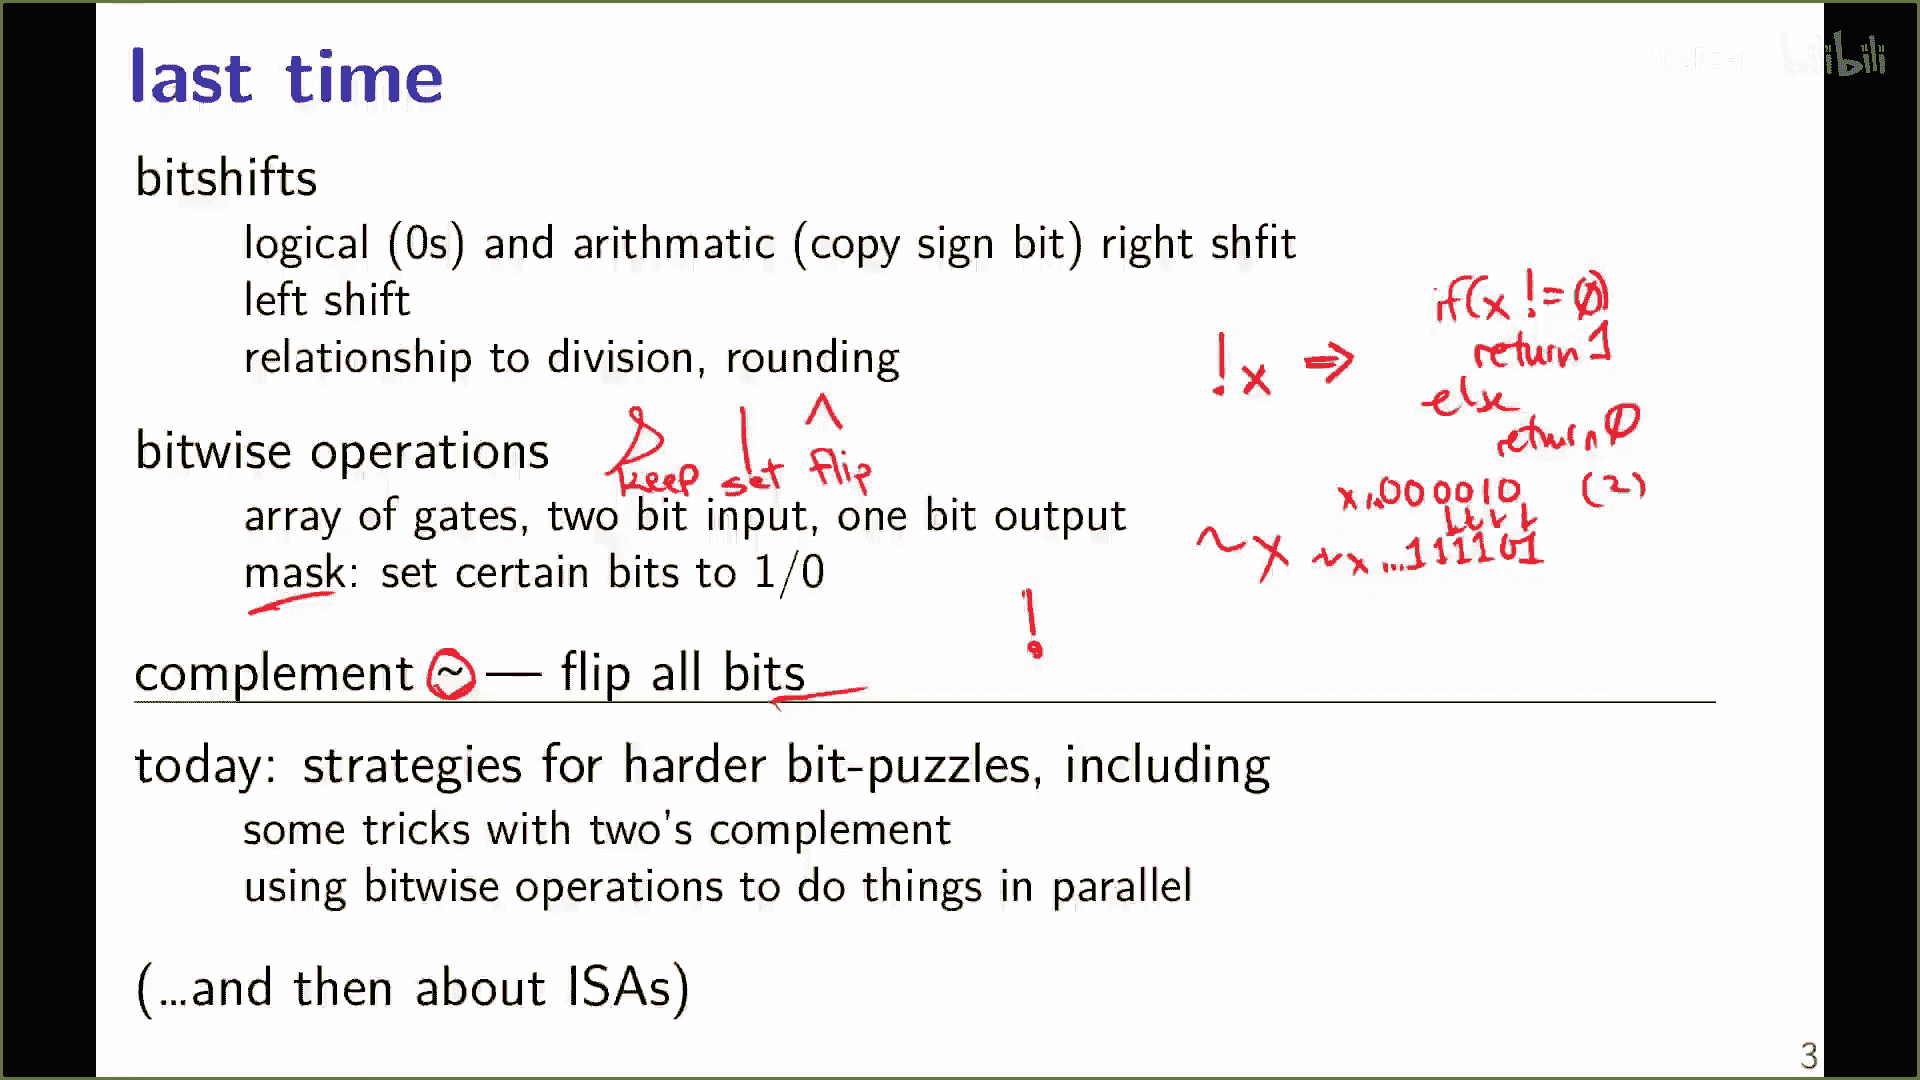 last time
bitshifts
logical (0s) and arithmatic (copy sign bit) right shfit
left shift
relationship to division, rounding
!x ⇒ if(x != 0)
return 1
else
return 0
bitwise operations & | ^
keep set flip
array of gates, two bit input, one bit output
mask: set certain bits to 1/0
x ...000010 (2)
~x ~x ...111101
!
complement ~ — flip all bits
today: strategies for harder bit-puzzles, including
some tricks with two's complement
using bitwise operations to do things in parallel
(…and then about ISAs)
3
bilibili